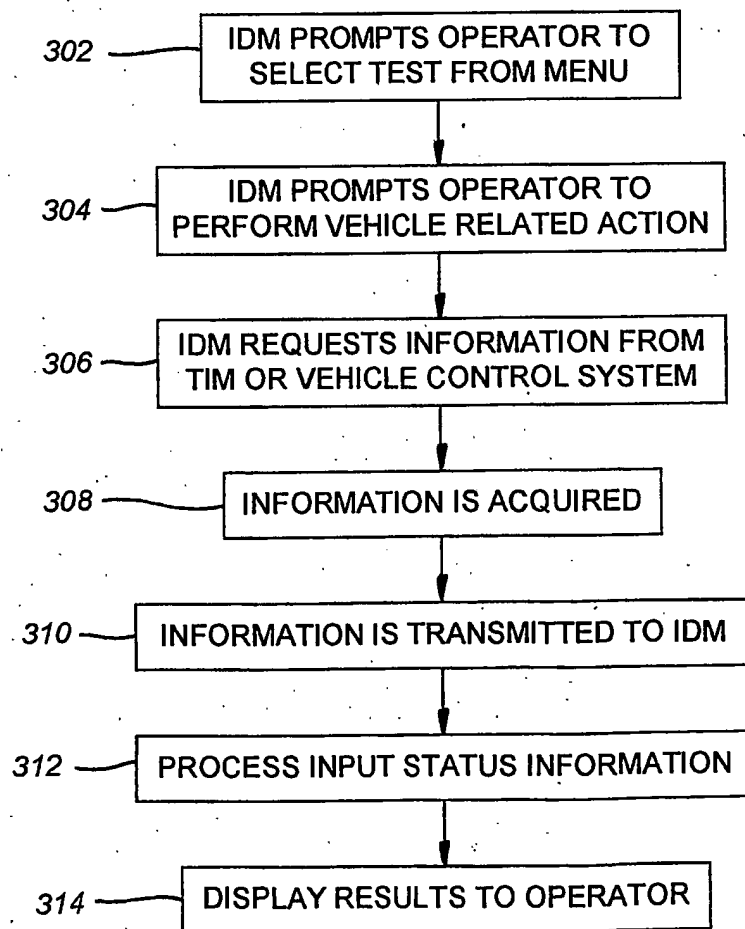 302
IDM PROMPTS OPERATOR TO
SELECT TEST FROM MENU
304
IDM PROMPTS OPERATOR TO
PERFORM VEHICLE RELATED ACTION
306
IDM REQUESTS INFORMATION FROM
TIM OR VEHICLE CONTROL SYSTEM
308
INFORMATION IS ACQUIRED
310
INFORMATION IS TRANSMITTED TO IDM
312
PROCESS INPUT STATUS INFORMATION
314
DISPLAY RESULTS TO OPERATOR